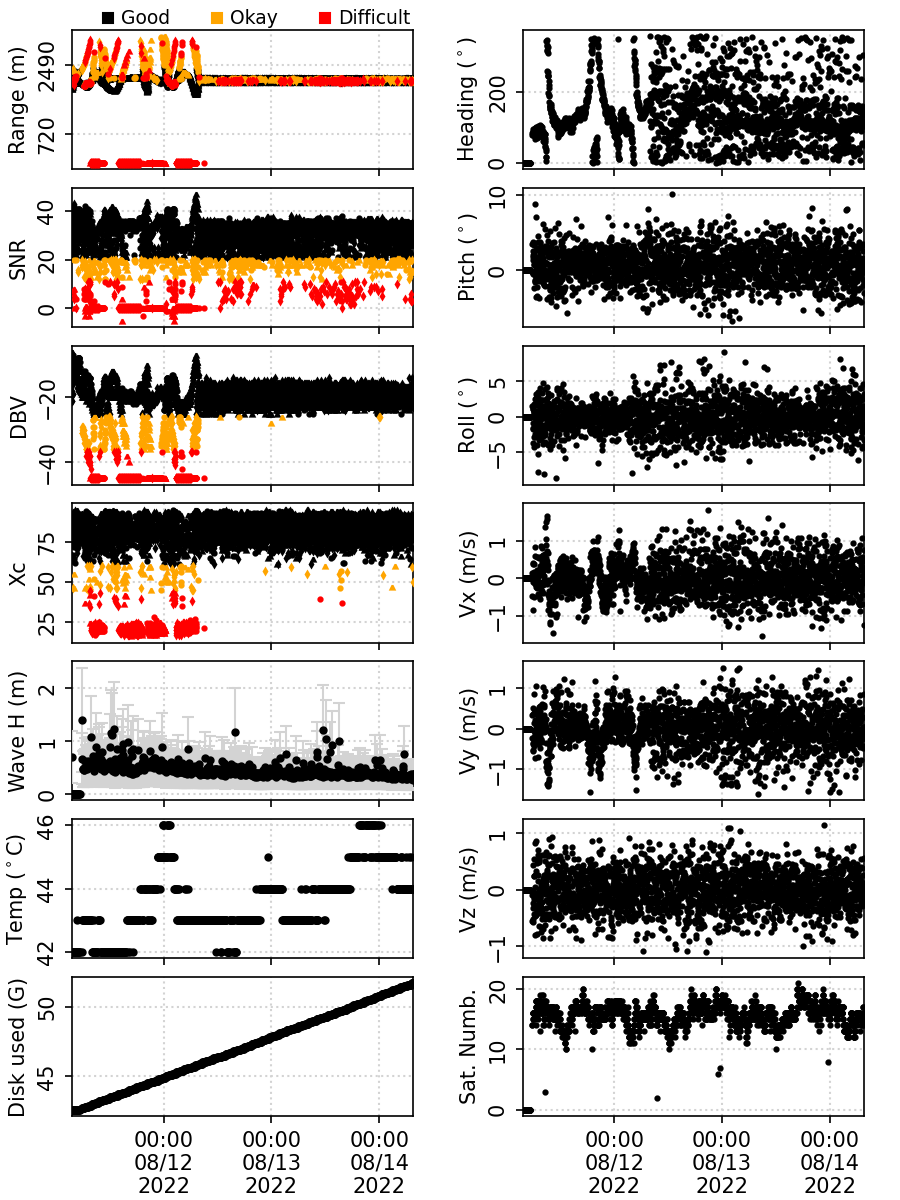 Good Okay Difficult
Range (m)
2490
720
Heading (°)
200
0
SNR
40
20
0
Pitch (°)
10
0
DBV
−20
−40
Roll (°)
5
0
−5
Xc
75
50
25
Vx (m/s)
1
0
−1
Wave H (m)
2
1
0
Vy (m/s)
1
0
−1
Temp (°C)
46
44
42
Vz (m/s)
1
0
−1
Disk used (G)
50
45
Sat. Numb.
20
10
0
00:00 00:00 00:00
08/12 08/13 08/14
2022 2022 2022
00:00 00:00 00:00
08/12 08/13 08/14
2022 2022 2022